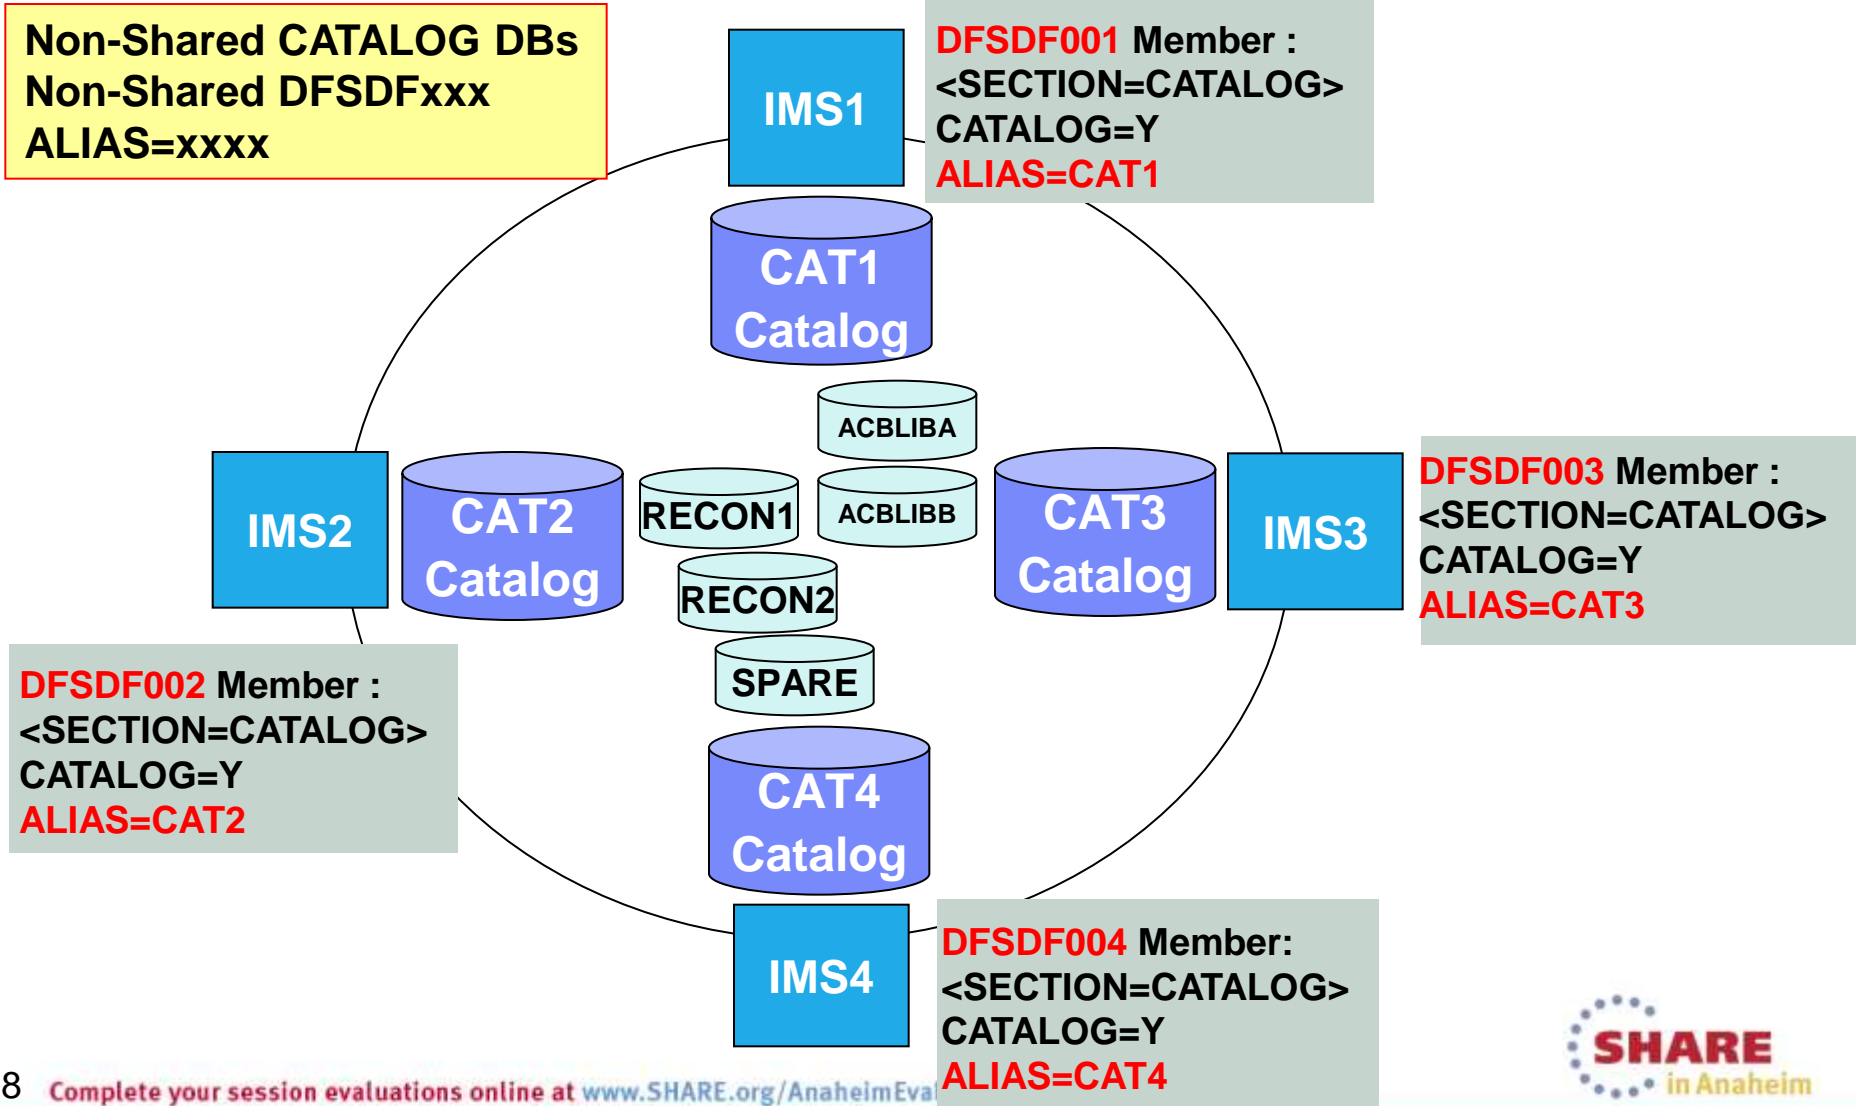 Non-Shared CATALOG DBs
Non-Shared DFSDFxxx
ALIAS=xxxx
IMS1
DFSDF001 Member :
<SECTION=CATALOG>
CATALOG=Y
ALIAS=CAT1
CAT1
Catalog
ACBLIBA
ACBLIBB
IMS2
CAT2
Catalog
RECON1
RECON2
SPARE
CAT3
Catalog
IMS3
DFSDF003 Member :
<SECTION=CATALOG>
CATALOG=Y
ALIAS=CAT3
DFSDF002 Member :
<SECTION=CATALOG>
CATALOG=Y
ALIAS=CAT2
CAT4
Catalog
IMS4
DFSDF004 Member:
<SECTION=CATALOG>
CATALOG=Y
ALIAS=CAT4
8
Complete your session evaluations online at www.SHARE.org/AnaheimEval
SHARE
in Anaheim